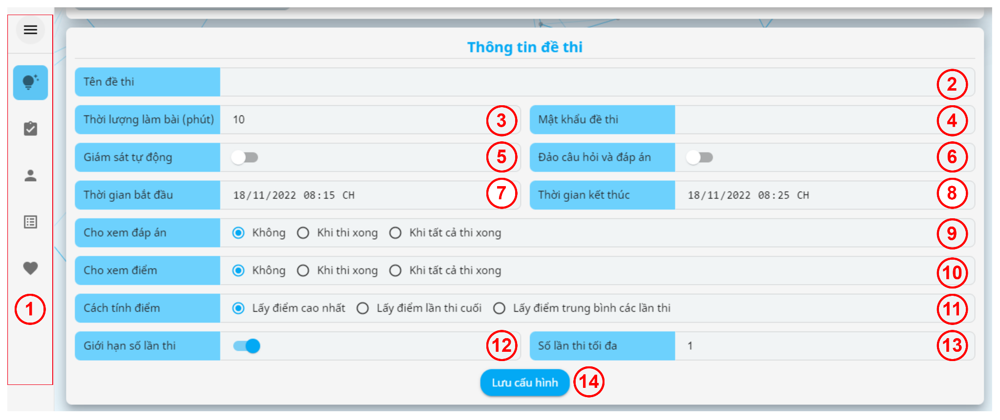 Thông tin đề thi
Tên đề thi 2
Thời lượng làm bài (phút) 10 3 Mật khẩu đề thi 4
Giám sát tự động 5 Đảo câu hỏi và đáp án 6
Thời gian bắt đầu 18/11/2022 08:15 CH 7 Thời gian kết thúc 18/11/2022 08:25 CH 8
Cho xem đáp án Không Khi thi xong Khi tất cả thi xong 9
Cho xem điểm Không Khi thi xong Khi tất cả thi xong 10
1 Cách tính điểm Lấy điểm cao nhất Lấy điểm lần thi cuối Lấy điểm trung bình các lần thi 11
Giới hạn số lần thi 12 Số lần thi tối đa 1 13
Lưu cấu hình 14